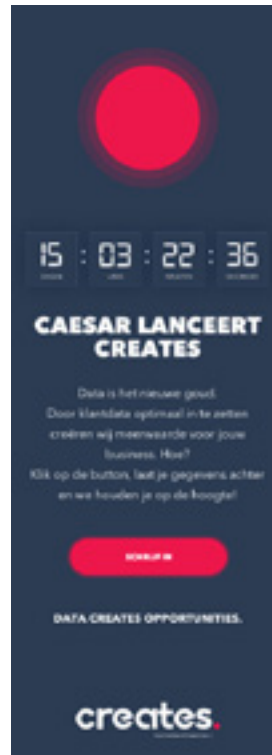 15 : 03 : 22 : 36
CAESAR LANCEERT
CREATES
Data is het nieuwe goud.
Door klantdata optimaal in te zetten
creëren wij meerwaarde voor jouw
business. Hoe?
Klik op de button, laat je gegevens achter
en we houden je op de hoogte!
SCHRIJF IN
DATA CREATES OPPORTUNITIES.
creates.